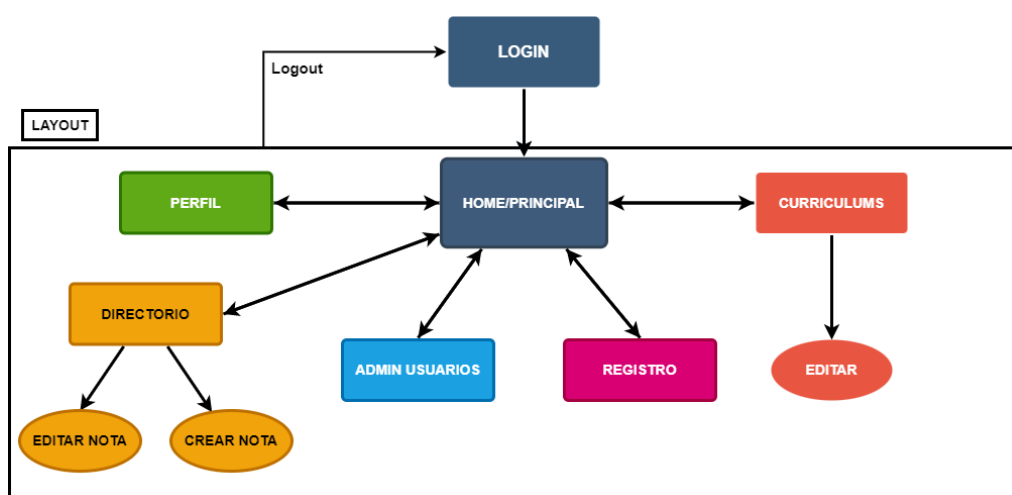 LOGIN
Logout
LAYOUT
PERFIL
HOME/PRINCIPAL
CURRICULUMS
DIRECTORIO
ADMIN USUARIOS
REGISTRO
EDITAR
EDITAR NOTA
CREAR NOTA